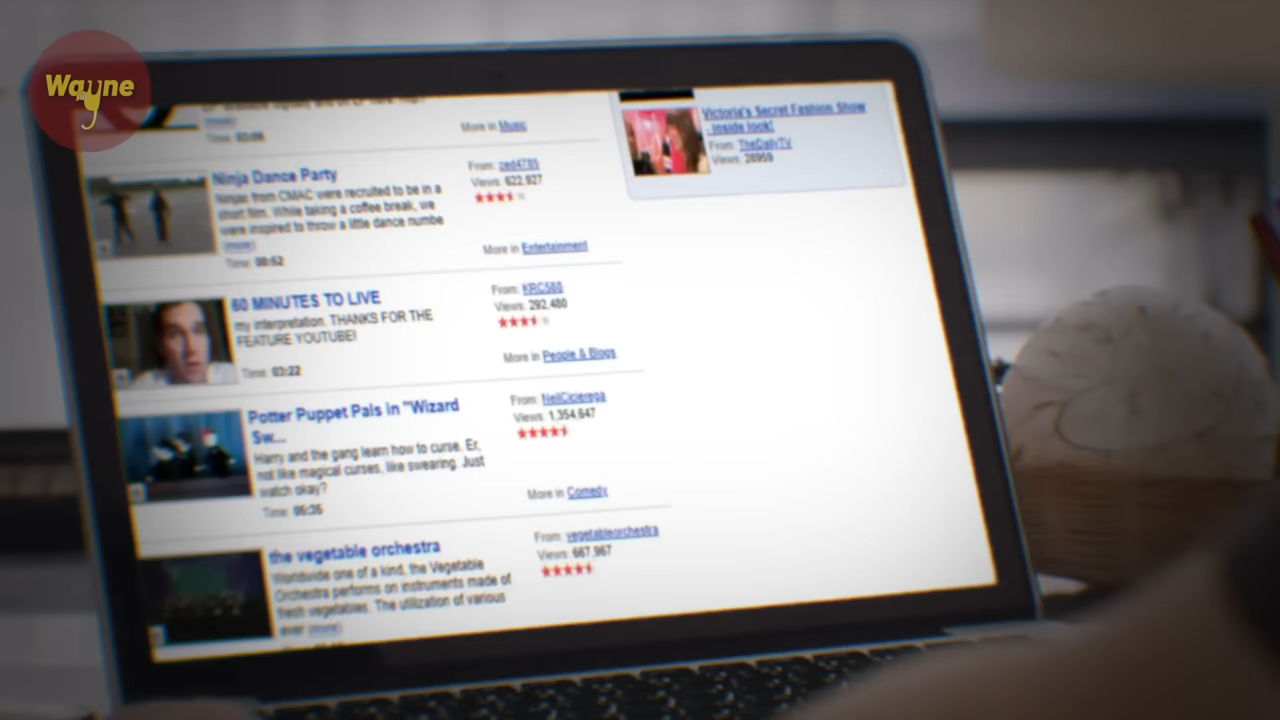 Wayne
(more)
Time: 03:08
More in Music
Victoria's Secret Fashion Show
- inside look!
From: TheDailyTV
Views: 28959
Ninja Dance Party
Ninjas from CMAC were recruited to be in a
short film. While taking a coffee break, we
were inspired to throw a little dance numbe
(more)
Time: 00:52
From: zed4785
Views: 622,927
More in Entertainment
60 MINUTES TO LIVE
my interpretation. THANKS FOR THE
FEATURE YOUTUBE!
Time: 03:22
From: KRC588
Views: 292,480
More in People & Blogs
Potter Puppet Pals in "Wizard
Sw...
Harry and the gang learn how to curse. Er,
not like magical curses, like swearing. Just
watch okay?
Time: 05:35
From: NeilCicierega
Views: 1,354,647
More in Comedy
the vegetable orchestra
Worldwide one of a kind, the Vegetable
Orchestra performs on instruments made of
fresh vegetables. The utilization of various
ever (more)
From: vegetableorchestra
Views: 667,967